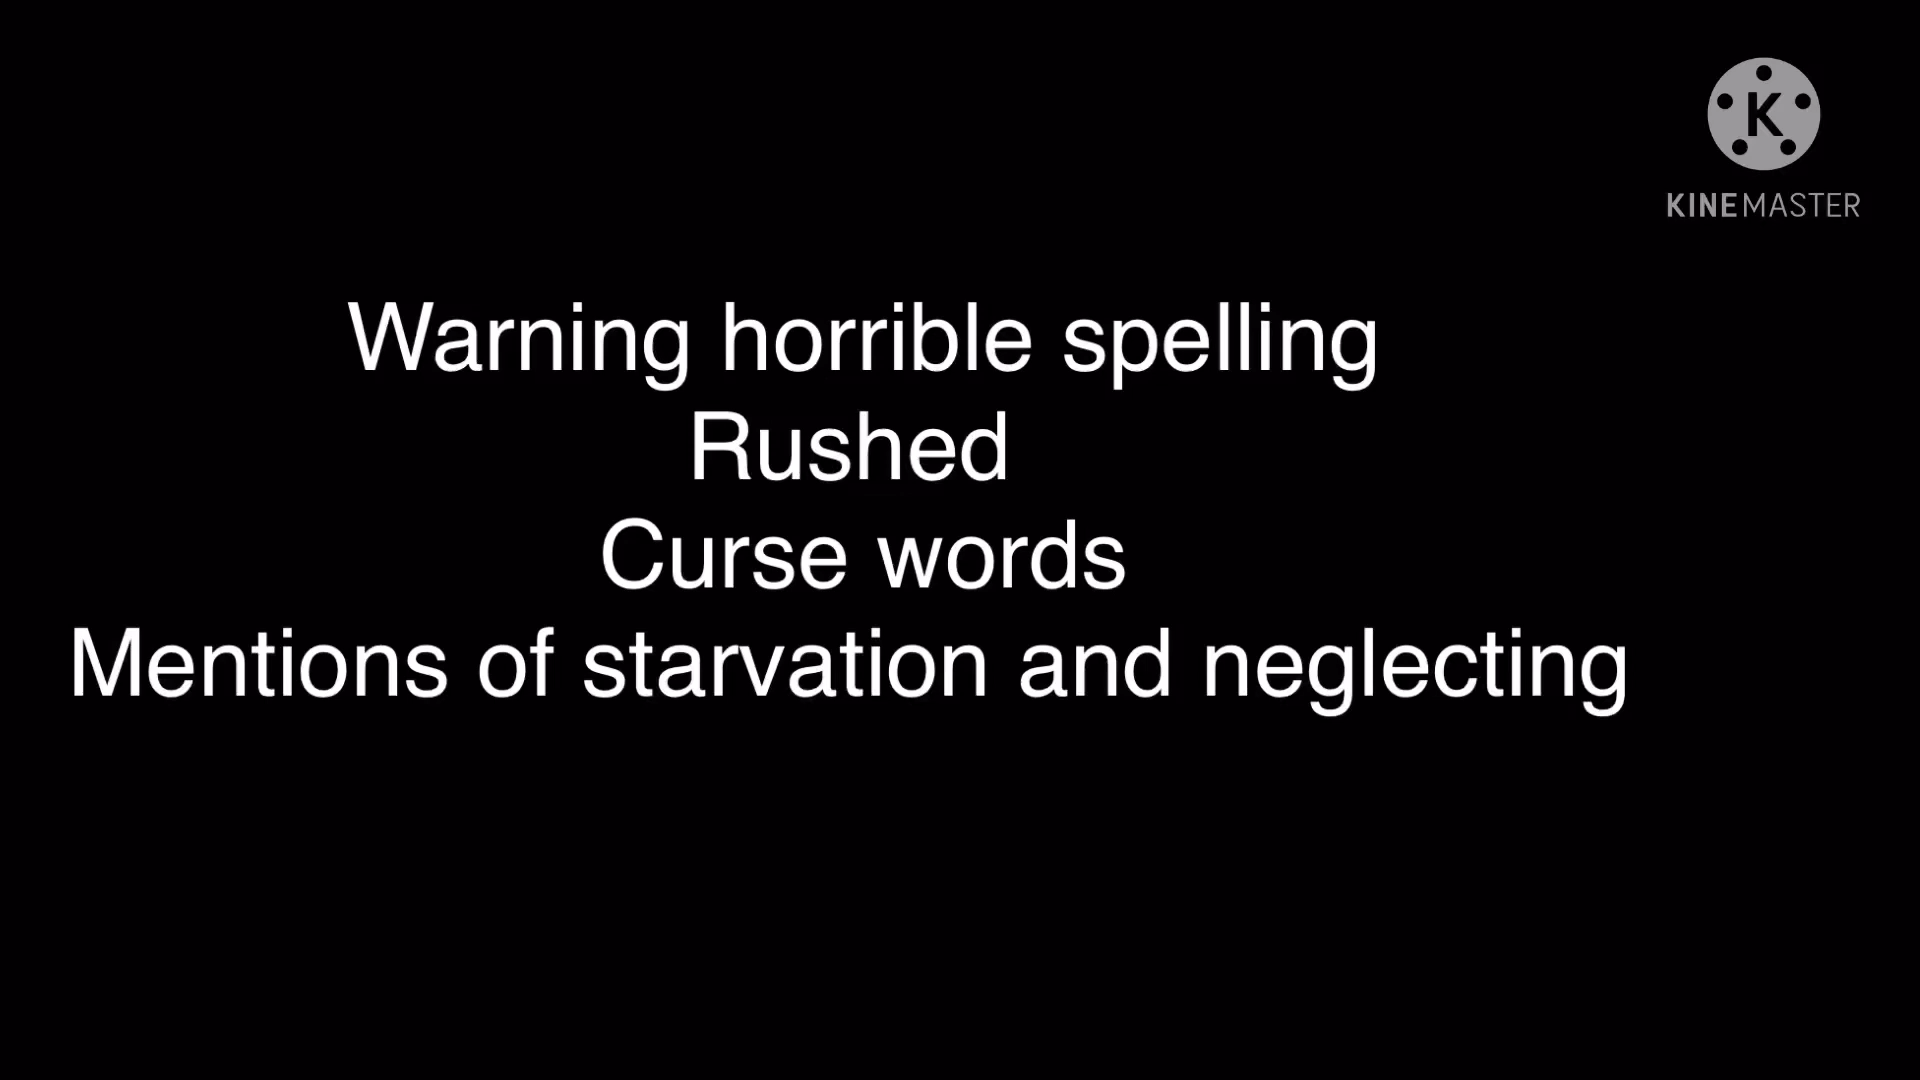 K
KINEMASTER
Warning horrible spelling
Rushed
Curse words
Mentions of starvation and neglecting